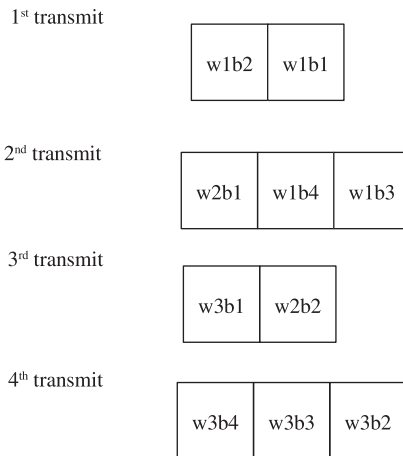 1st transmit
w1b2 w1b1
2nd transmit
w2b1 w1b4 w1b3
3rd transmit
w3b1 w2b2
4th transmit
w3b4 w3b3 w3b2